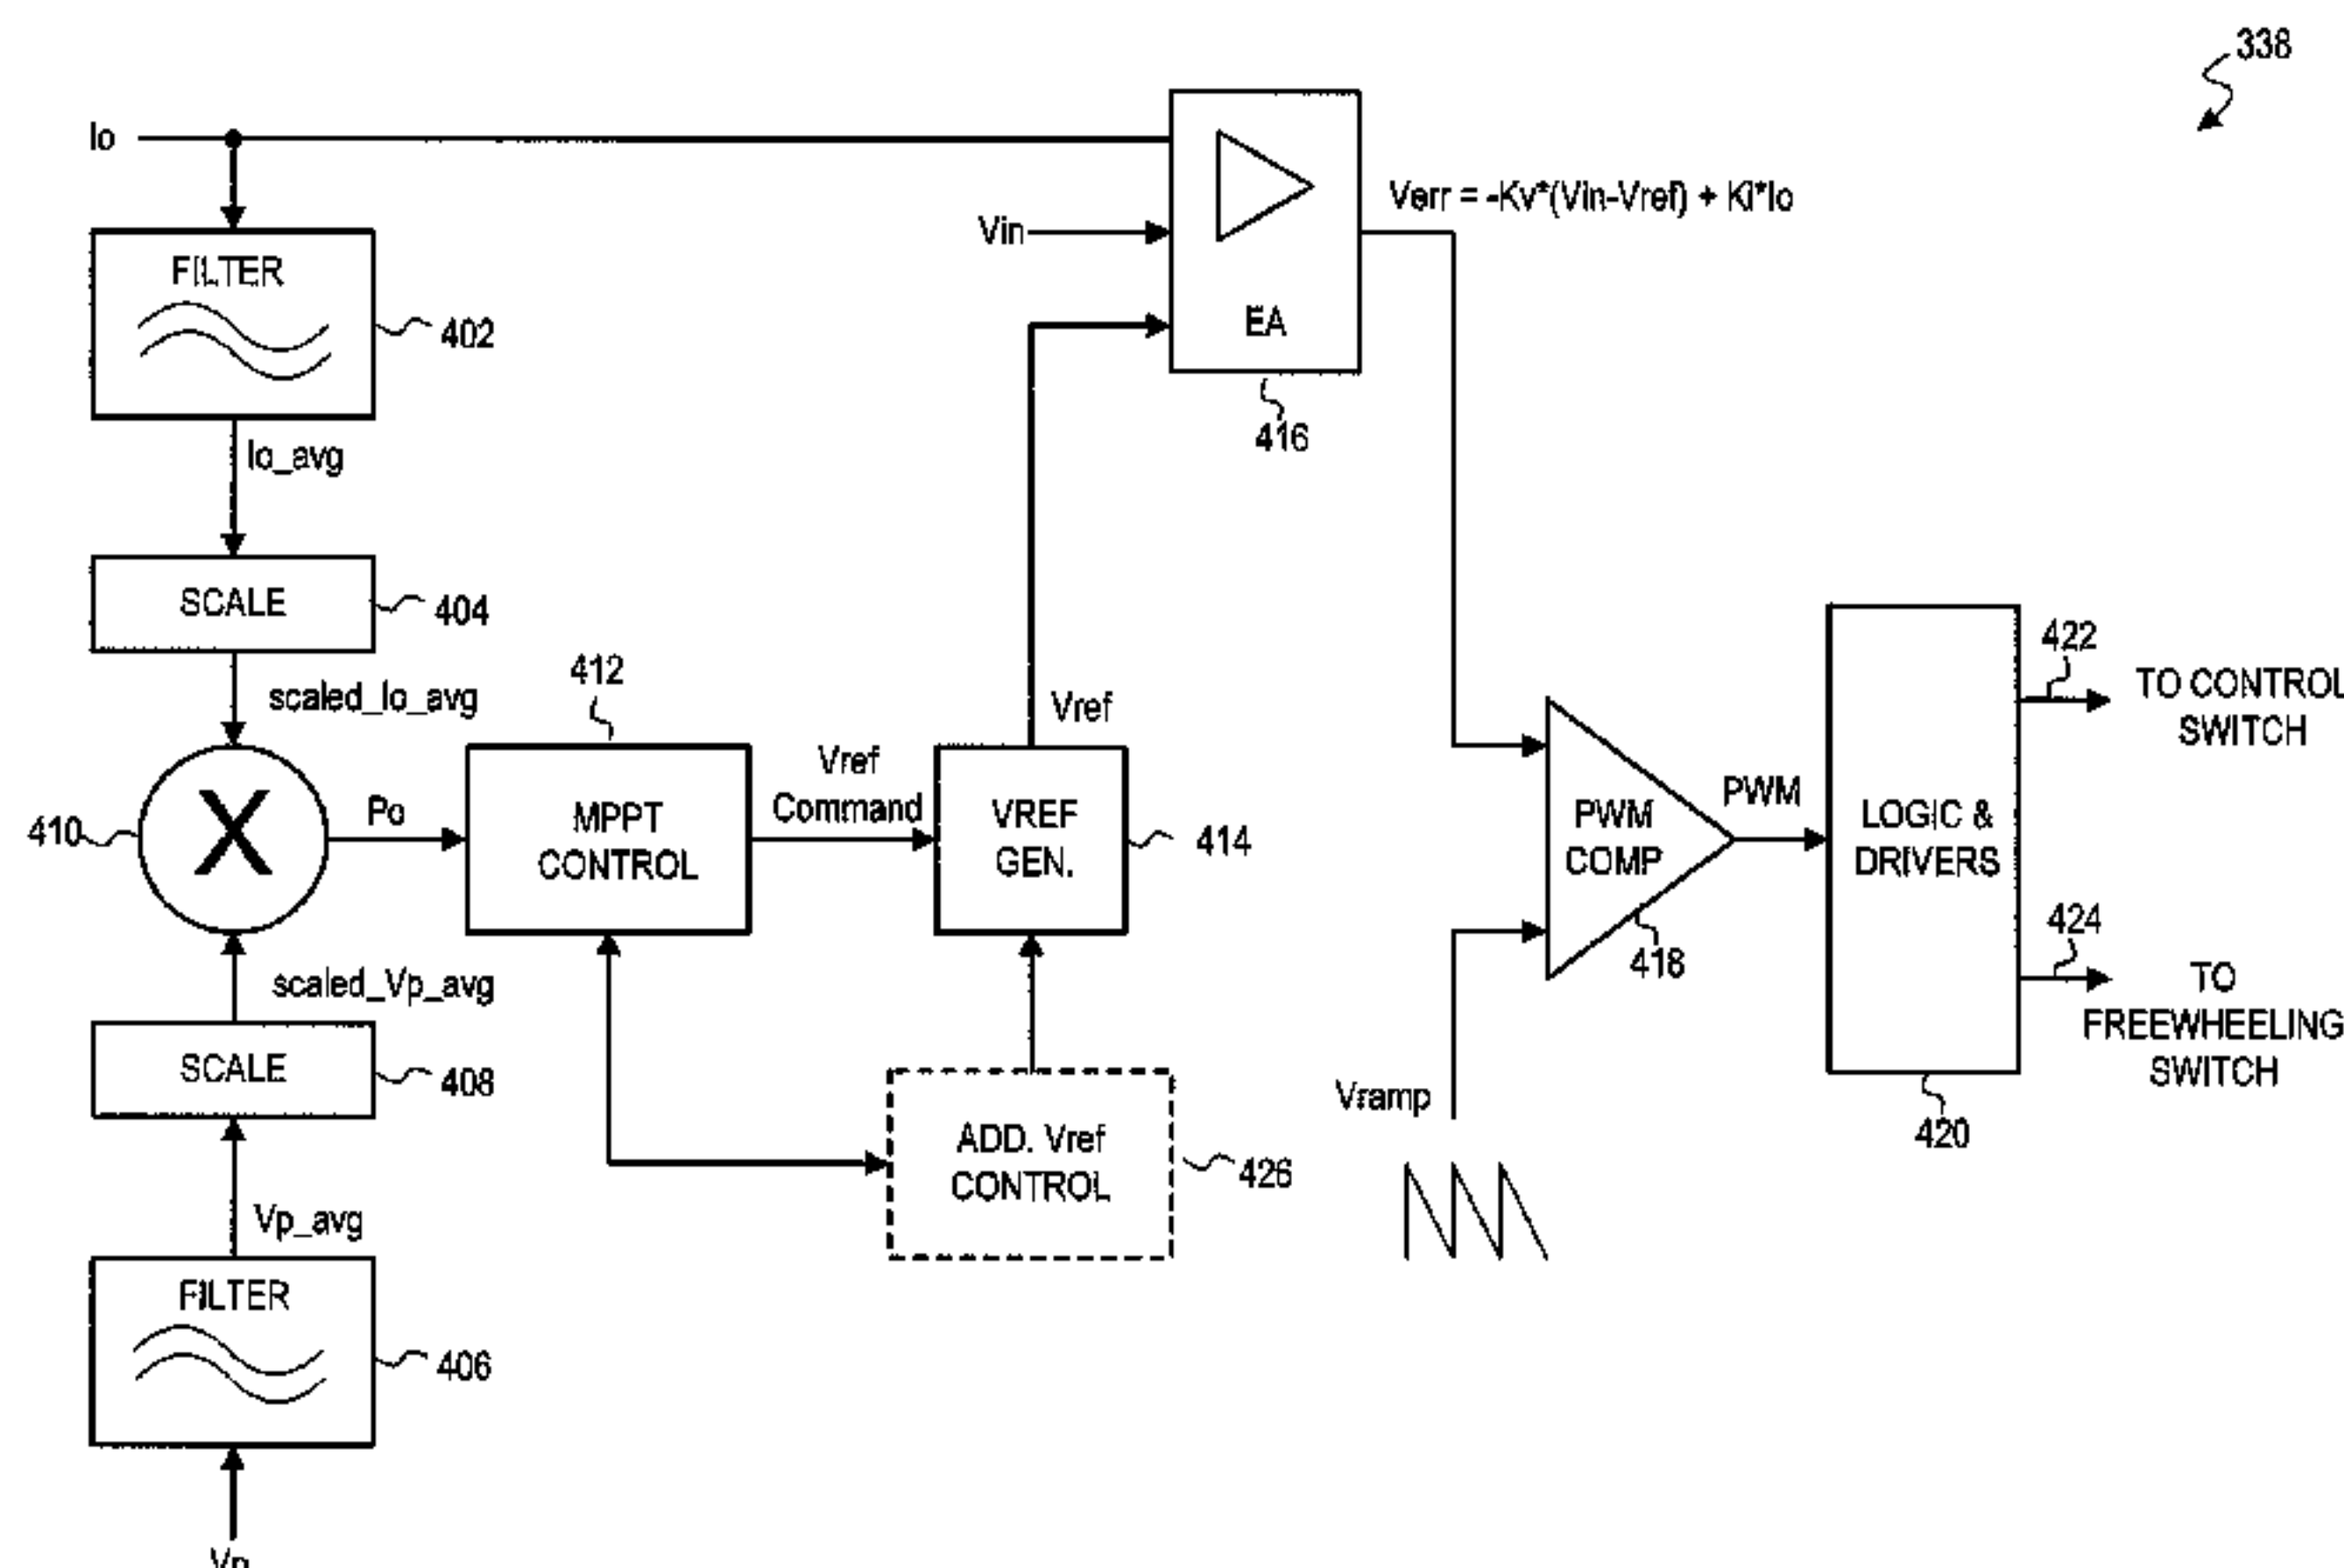 338
Io
Verr = -Kv*(Vin-Vref) + Ki*Io
Vin
FILTER
402
EA
416
Io_avg
SCALE
404
scaled_Io_avg
412
Vref
422
TO CONTROL
SWITCH
410
X
Po
MPPT
CONTROL
Vref
Command
VREF
GEN.
414
PWM
COMP
418
PWM
LOGIC &
DRIVERS
420
424
TO
FREEWHEELING
SWITCH
scaled_Vp_avg
SCALE
408
Vramp
ADD. Vref
CONTROL
426
Vp_avg
FILTER
406
Vp